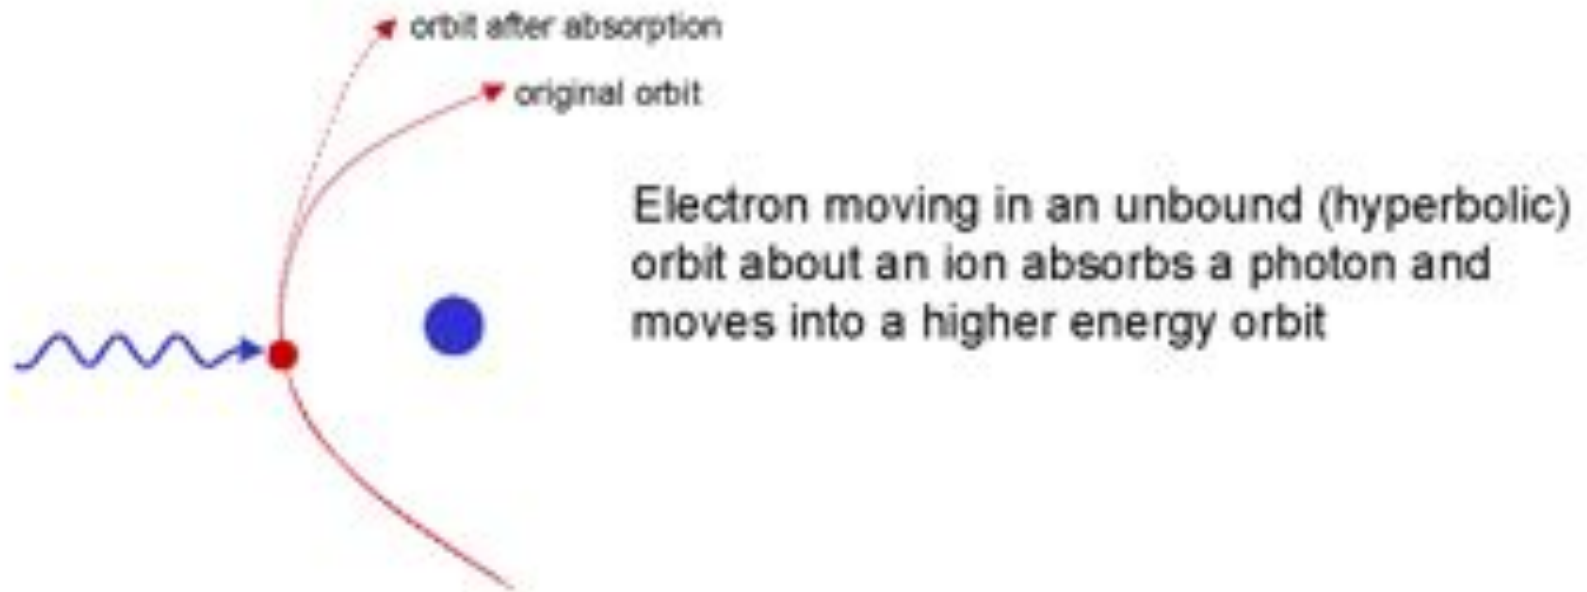 orbit after absorption
original orbit
Electron moving in an unbound (hyperbolic)
orbit about an ion absorbs a photon and
moves into a higher energy orbit